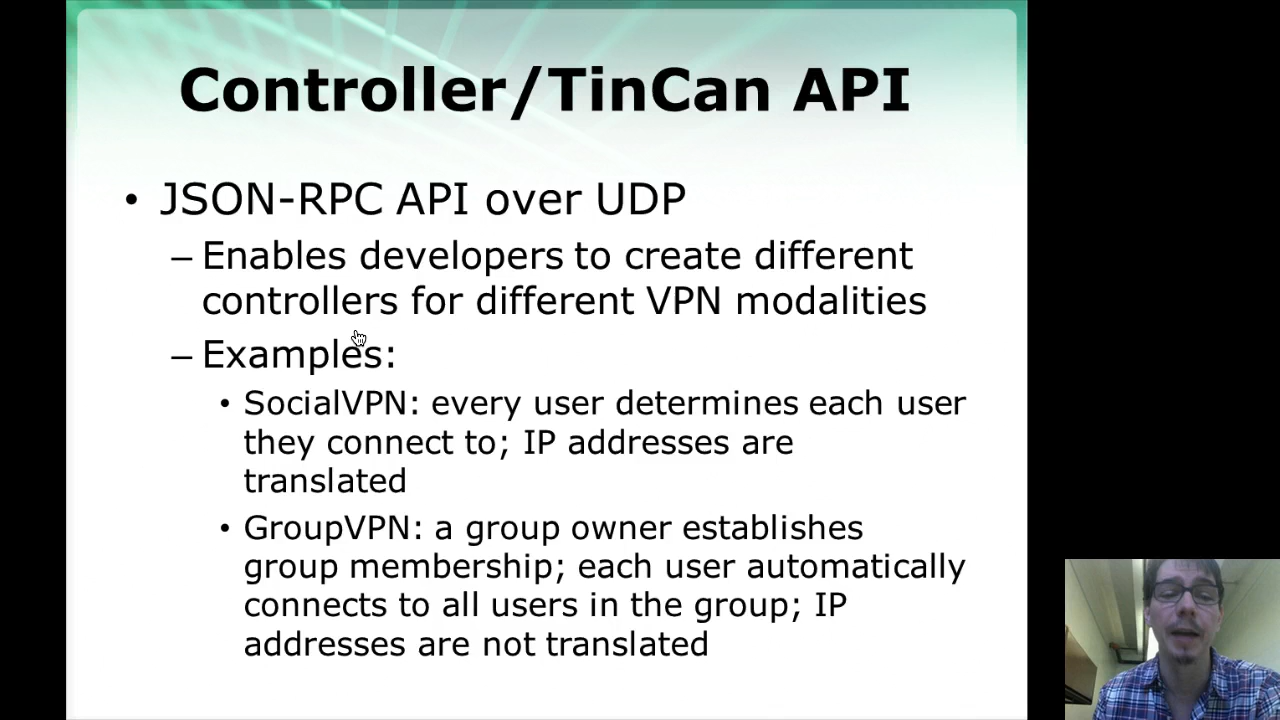 Controller/TinCan API
• JSON-RPC API over UDP
– Enables developers to create different
controllers for different VPN modalities
– Examples:
• SocialVPN: every user determines each user
they connect to; IP addresses are
translated
• GroupVPN: a group owner establishes
group membership; each user automatically
connects to all users in the group; IP
addresses are not translated